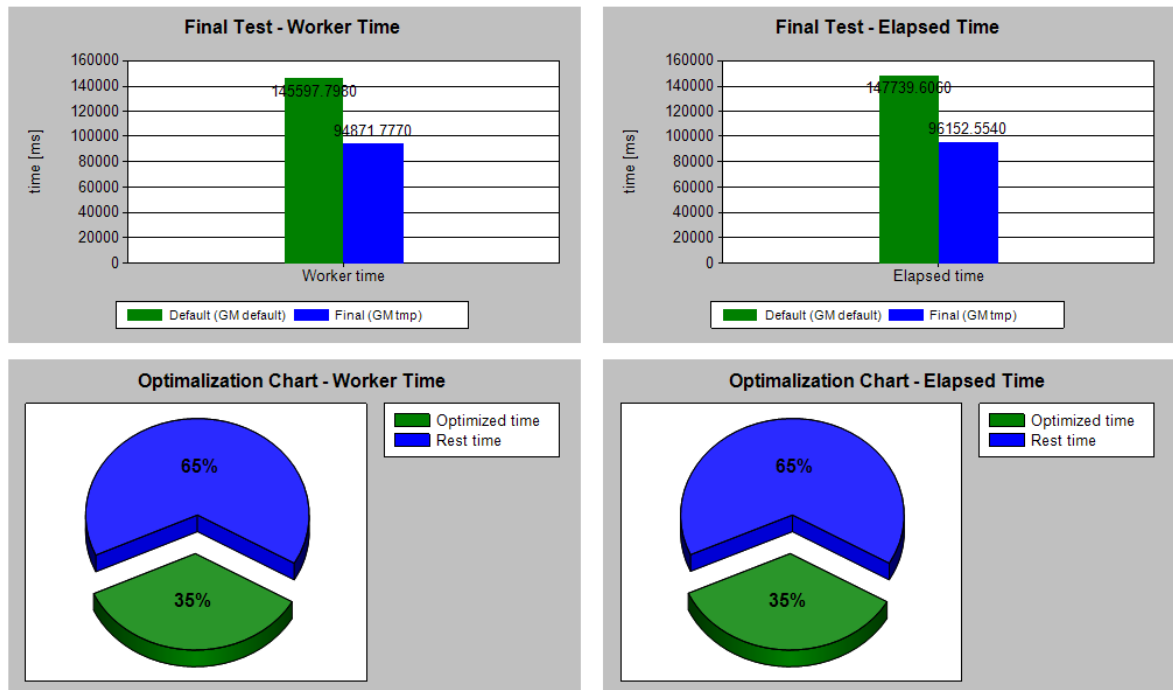 Final Test - Worker Time
160000
140000
120000
100000
80000
60000
40000
20000
0
time [ms]
145597.7980
94871.7770
Worker time
Default (GM default)
Final (GM tmp)
Final Test - Elapsed Time
160000
140000
120000
100000
80000
60000
40000
20000
0
time [ms]
147739.6060
96152.5540
Elapsed time
Default (GM default)
Final (GM tmp)
Optimalization Chart - Worker Time
65%
35%
Optimized time
Rest time
Optimalization Chart - Elapsed Time
65%
35%
Optimized time
Rest time